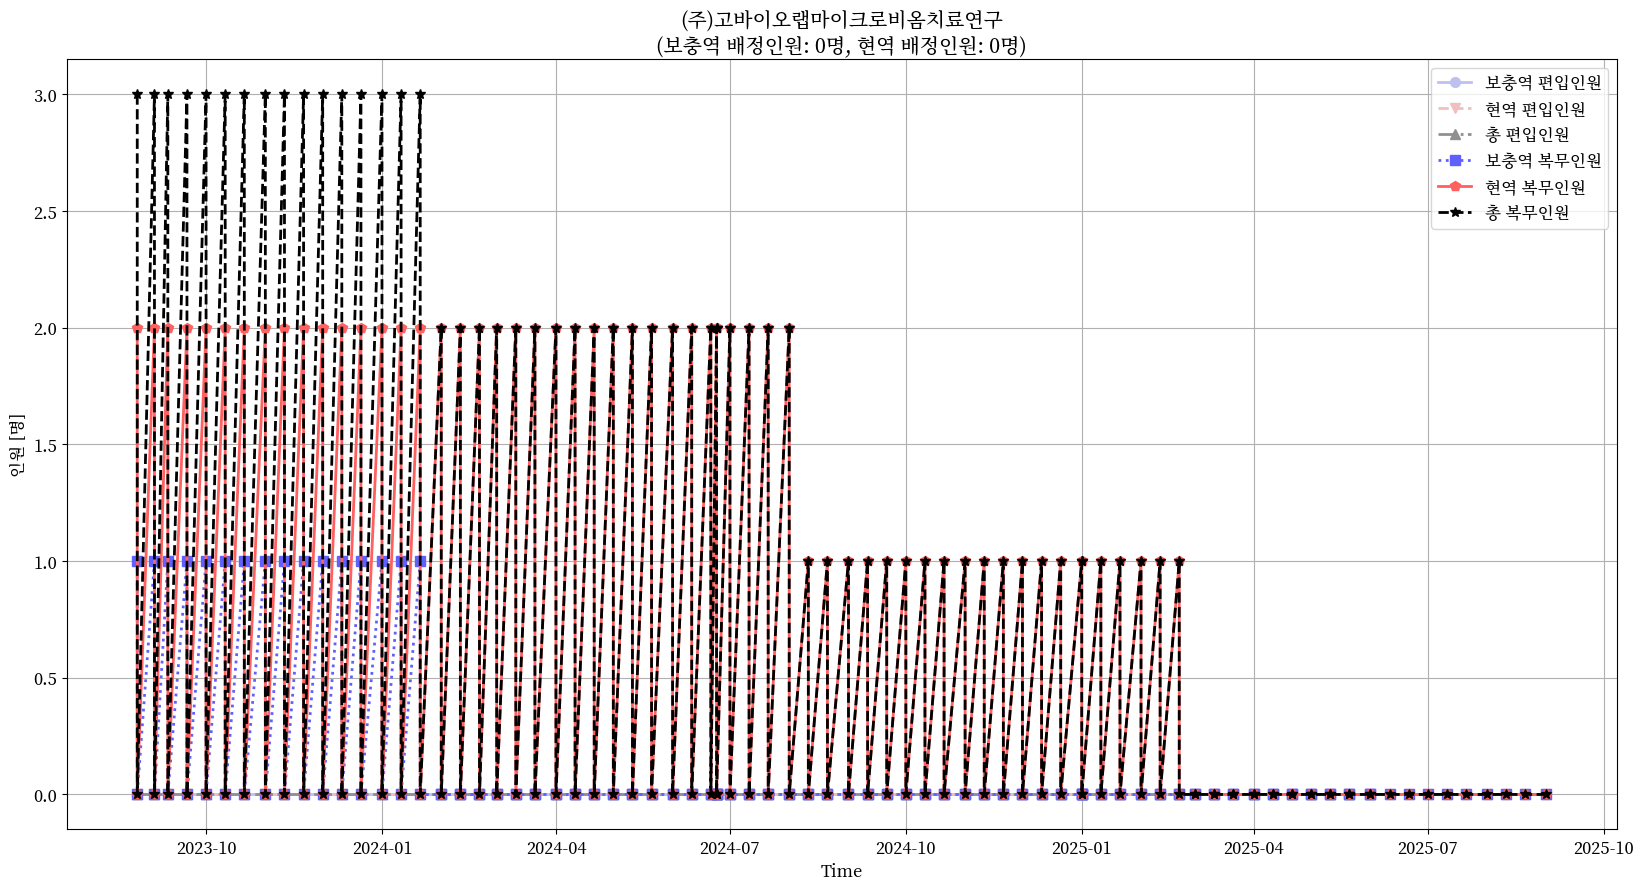 (주)고바이오랩마이크로비옴치료연구
(보충역 배정인원: 0명, 현역 배정인원: 0명)
보충역 편입인원
현역 편입인원
총 편입인원
보충역 복무인원
현역 복무인원
총 복무인원
인원 [명]
3.0
2.5
2.0
1.5
1.0
0.5
0.0
2023-10 2024-01 2024-04 2024-07 2024-10 2025-01 2025-04 2025-07 2025-10
Time